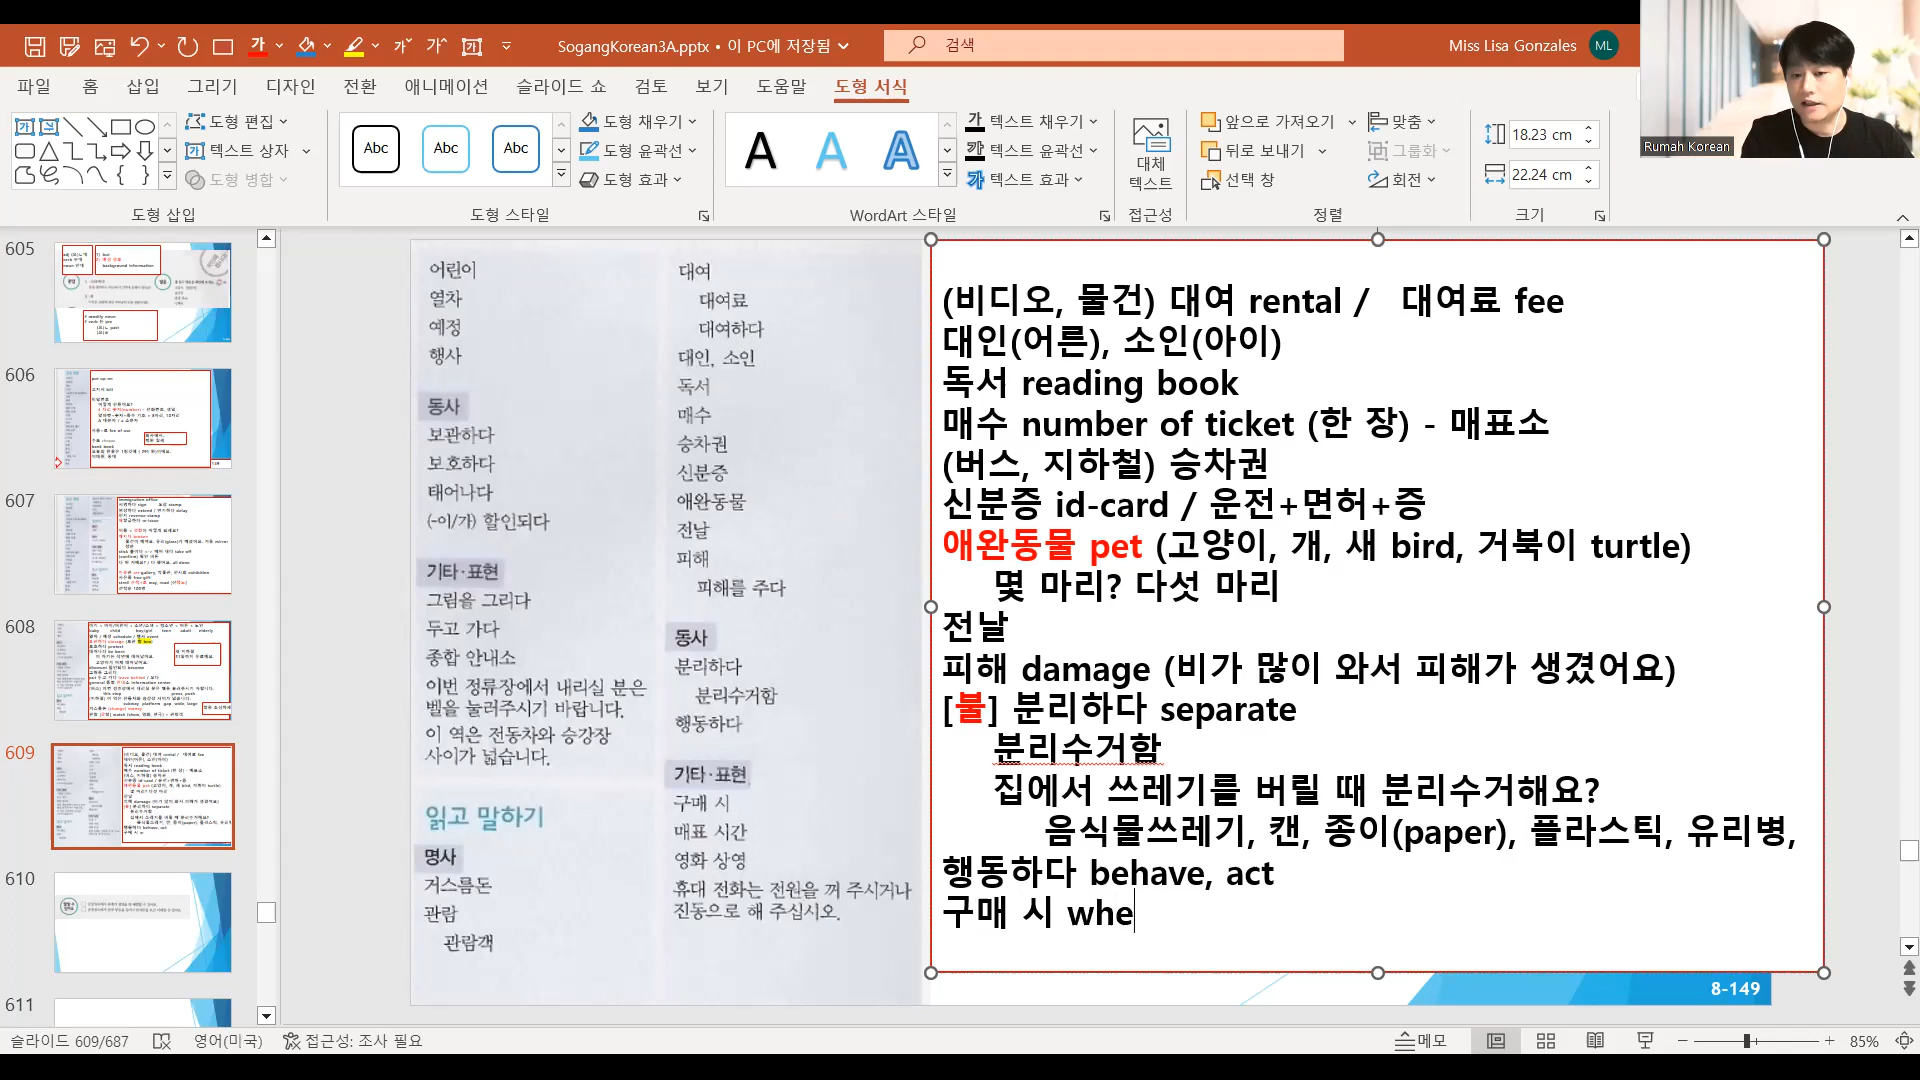 SogangKorean3A.pptx • 이 PC에 저장됨
검색
Miss Lisa Gonzales
ML
파일
홈
삽입
그리기
디자인
전환
애니메이션
슬라이드 쇼
검토
보기
도움말
도형 서식
도형 편집
텍스트 상자
도형 병합
도형 삽입
Abc
Abc
Abc
도형 채우기
도형 윤곽선
도형 효과
도형 스타일
A
A
A
텍스트 채우기
텍스트 윤곽선
텍스트 효과
WordArt 스타일
대체
텍스트
접근성
앞으로 가져오기
뒤로 보내기
선택 창
맞춤
그룹화
회전
정렬
18.23 cm
22.24 cm
크기
Rumah Korean
605
606
607
608
609
610
611
어린이
열차
예정
행사
동사
보관하다
보호하다
태어나다
(-이/가) 할인되다
기타·표현
그림을 그리다
두고 가다
종합 안내소
이번 정류장에서 내리실 분은
벨을 눌러주시기 바랍니다.
이 역은 전동차와 승강장
사이가 넓습니다.
읽고 말하기
명사
거스름돈
관람
관람객
대여
대여료
대여하다
대인, 소인
독서
매수
승차권
신분증
애완동물
전날
피해
피해를 주다
동사
분리하다
분리수거함
행동하다
기타·표현
구매 시
매표 시간
영화 상영
휴대 전화는 전원을 꺼 주시거나
진동으로 해 주십시오.
(비디오, 물건) 대여 rental / 대여료 fee
대인(어른), 소인(아이)
독서 reading book
매수 number of ticket (한 장) - 매표소
(버스, 지하철) 승차권
신분증 id-card / 운전+면허+증
애완동물 pet (고양이, 개, 새 bird, 거북이 turtle)
몇 마리? 다섯 마리
전날
피해 damage (비가 많이 와서 피해가 생겼어요)
[불] 분리하다 separate
분리수거함
집에서 쓰레기를 버릴 때 분리수거해요?
음식물쓰레기, 캔, 종이(paper), 플라스틱, 유리병,
행동하다 behave, act
구매 시 whe
8-149
슬라이드 609/687
영어(미국)
접근성: 조사 필요
메모
85%